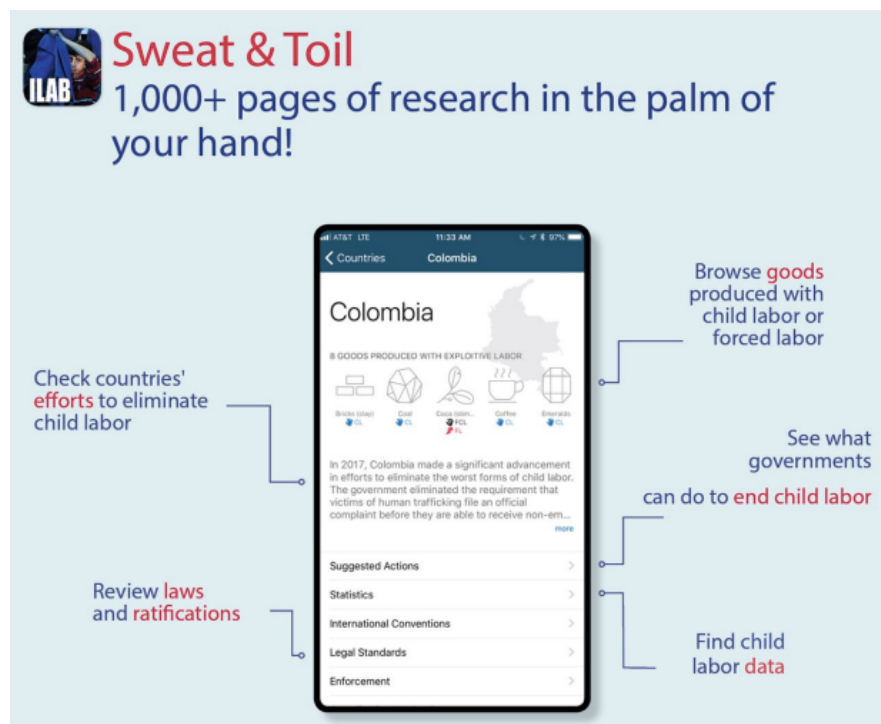 ILAB
Sweat & Toil
1,000+ pages of research in the palm of
your hand!
AT&T LTE
11:33 AM
97%
Countries
Colombia
Colombia
8 GOODS PRODUCED WITH EXPLOITIVE LABOR
Bricks (clay)
Coal
Coca (stim...
Coffee
Emeralds
CL
CL
FCL
CL
CL
FL
In 2017, Colombia made a significant advancement
in efforts to eliminate the worst forms of child labor.
The government eliminated the requirement that
victims of human trafficking file an official
complaint before they are able to receive non-em...
more
Suggested Actions
Statistics
International Conventions
Legal Standards
Enforcement
Check countries'
efforts to eliminate
child labor
Review laws
and ratifications
Browse goods
produced with
child labor or
forced labor
See what
governments
can do to end child labor
Find child
labor data